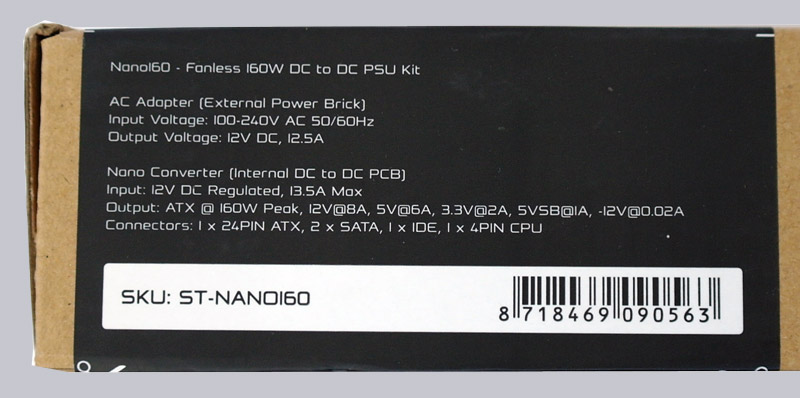 Nano160 - Fanless 160W DC to DC PSU Kit
AC Adapter (External Power Brick)
Input Voltage: 100-240V AC 50/60Hz
Output Voltage: 12V DC, 12.5A
Nano Converter (Internal DC to DC PCB)
Input: 12V DC Regulated, 13.5A Max
Output: ATX @ 160W Peak, 12V@8A, 5V@6A, 3.3V@2A, 5VSB@1A, -12V@0.02A
Connectors: 1 x 24PIN ATX, 2 x SATA, 1 x IDE, 1 x 4PIN CPU
SKU: ST-NANO160
8 718469 090563